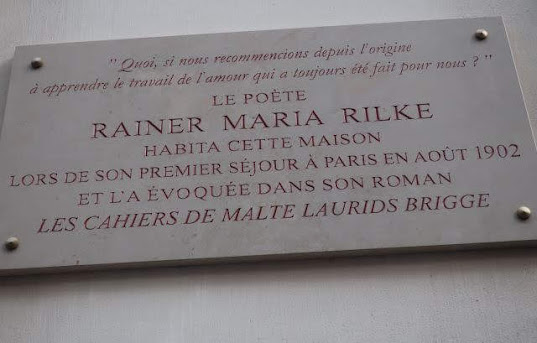 " Quoi, si nous recommencions depuis l'origine
à apprendre le travail de l'amour qui a toujours été fait pour nous ? "
LE POÈTE
RAINER MARIA RILKE
HABITA CETTE MAISON
LORS DE SON PREMIER SÉJOUR À PARIS EN AOÛT 1902
ET L'A ÉVOQUÉE DANS SON ROMAN
LES CAHIERS DE MALTE LAURIDS BRIGGE